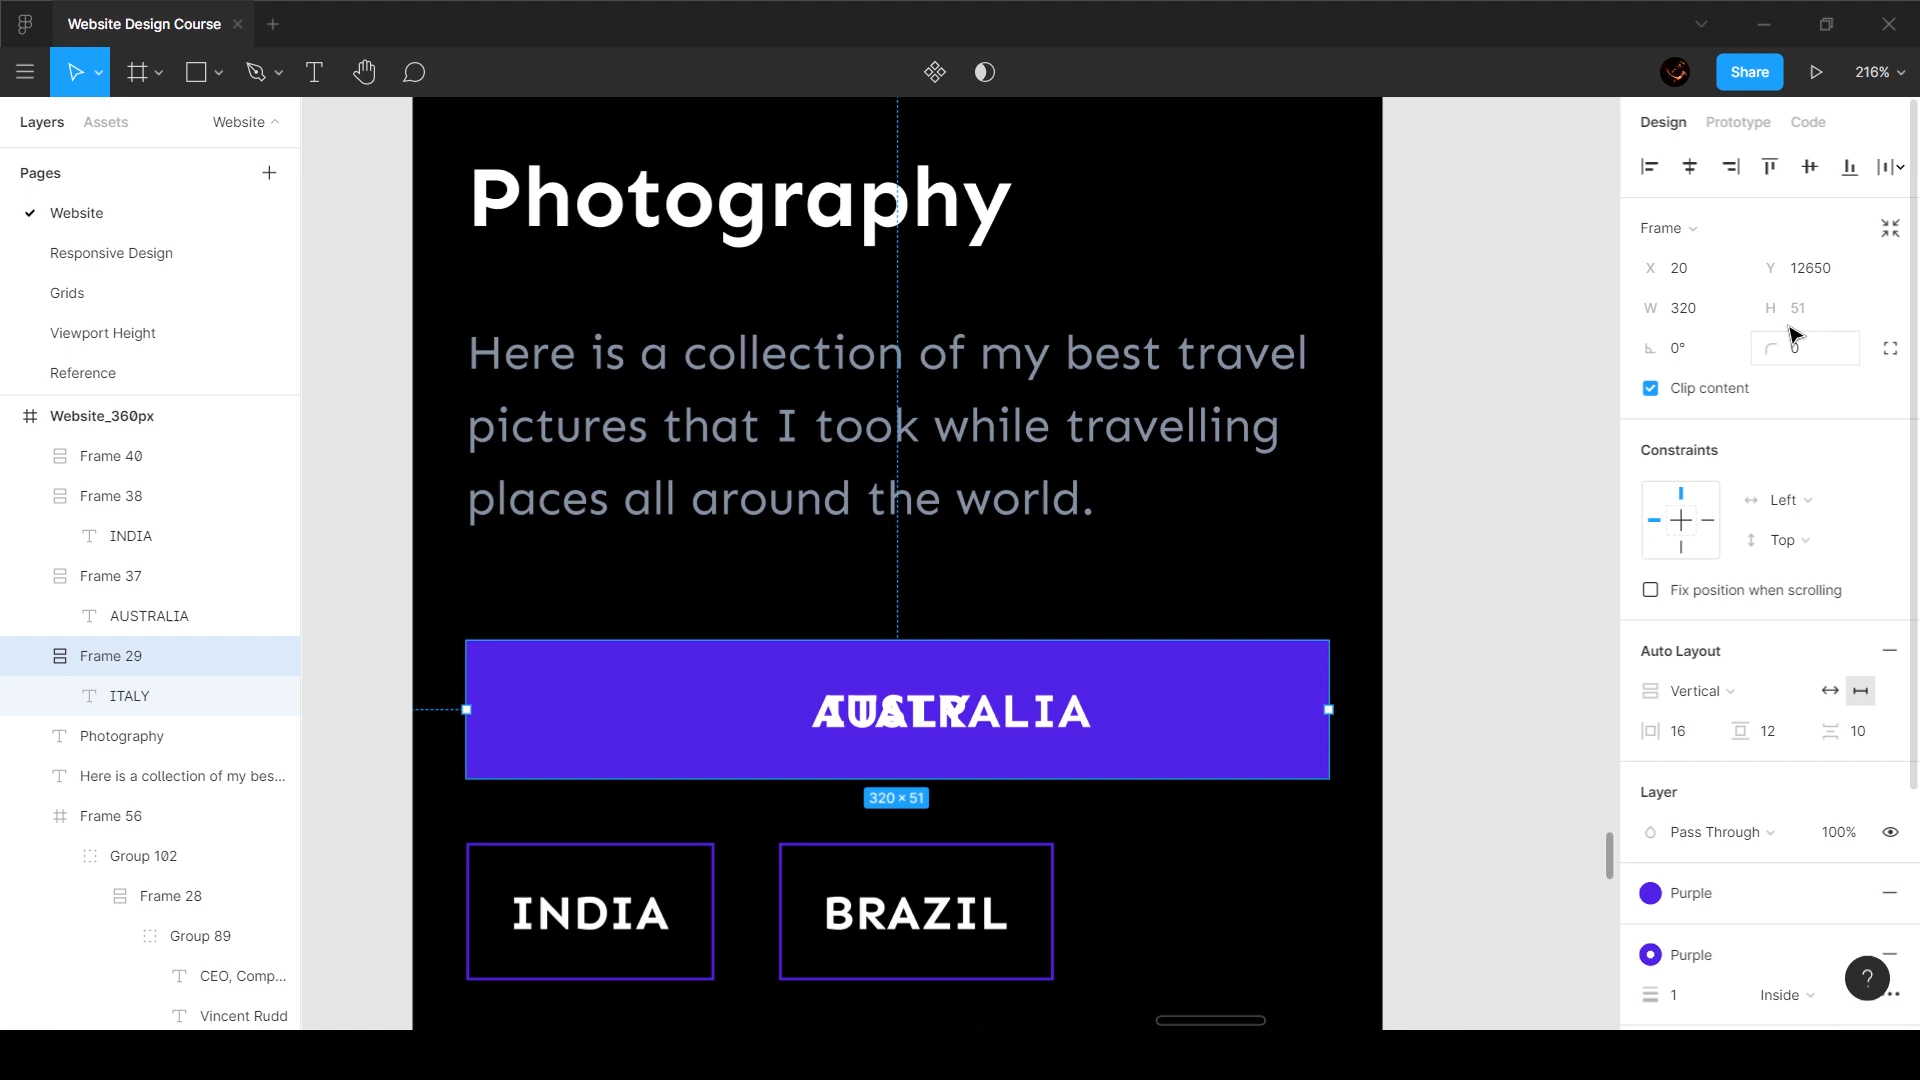 Website Design Course
Share
216%
Layers
Assets
Website
Pages
Website
Responsive Design
Grids
Viewport Height
Reference
Website_360px
Frame 40
Frame 38
INDIA
Frame 37
AUSTRALIA
Frame 29
ITALY
Photography
Here is a collection of my bes...
Frame 56
Group 102
Frame 28
Group 89
CEO, Comp...
Vincent Rudd
Photography
Here is a collection of my best travel
pictures that I took while travelling
places all around the world.
AUSTRALIA
ITALY
320 × 51
INDIA
BRAZIL
Design
Prototype
Code
Frame
X 20
Y 12650
W 320
H 51
0°
0
Clip content
Constraints
Left
Top
Fix position when scrolling
Auto Layout
Vertical
16
12
10
Layer
Pass Through
100%
Purple
Purple
1
Inside
?